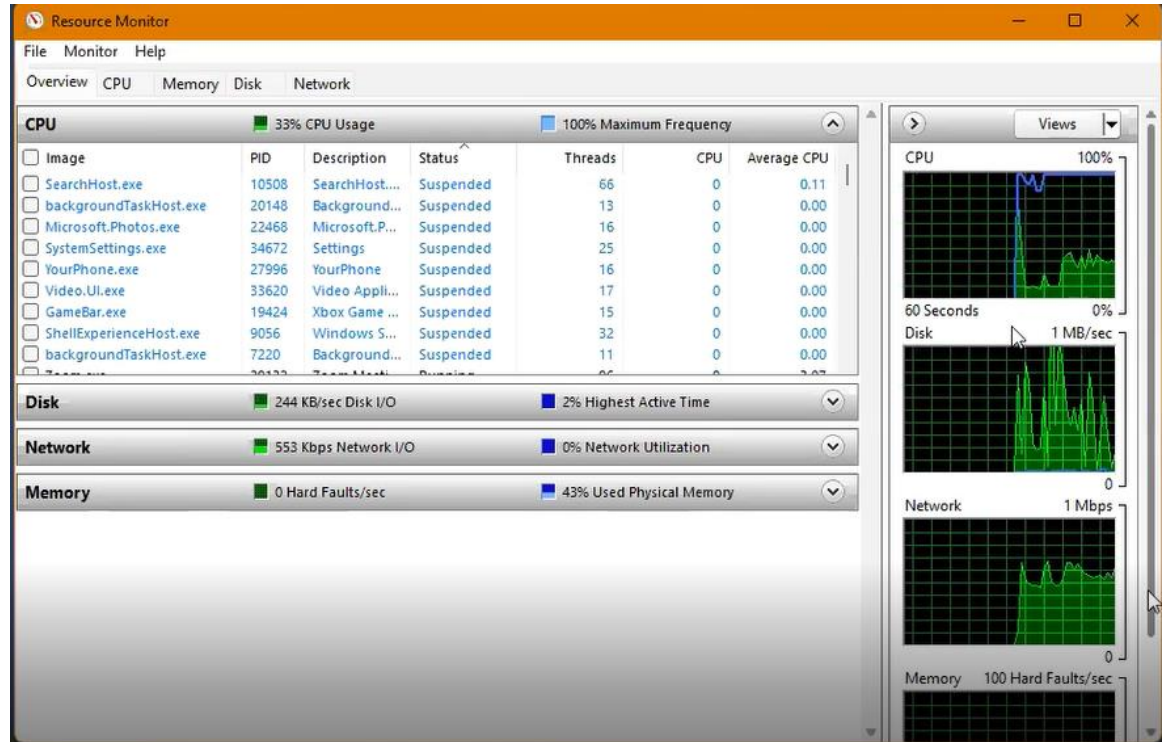 Resource Monitor
File Monitor Help
Overview CPU Memory Disk Network
CPU 33% CPU Usage 100% Maximum Frequency
Image PID Description Status Threads CPU Average CPU
SearchHost.exe 10508 SearchHost.... Suspended 66 0 0.11
backgroundTaskHost.exe 20148 Background... Suspended 13 0 0.00
Microsoft.Photos.exe 22468 Microsoft.P... Suspended 16 0 0.00
SystemSettings.exe 34672 Settings Suspended 25 0 0.00
YourPhone.exe 27996 YourPhone Suspended 16 0 0.00
Video.UI.exe 33620 Video Appli... Suspended 17 0 0.00
GameBar.exe 19424 Xbox Game ... Suspended 15 0 0.00
ShellExperienceHost.exe 9056 Windows S... Suspended 32 0 0.00
backgroundTaskHost.exe 7220 Background... Suspended 11 0 0.00
Disk 244 KB/sec Disk I/O 2% Highest Active Time
Network 553 Kbps Network I/O 0% Network Utilization
Memory 0 Hard Faults/sec 43% Used Physical Memory
Views
CPU 100%
60 Seconds 0%
Disk 1 MB/sec
0
Network 1 Mbps
0
Memory 100 Hard Faults/sec